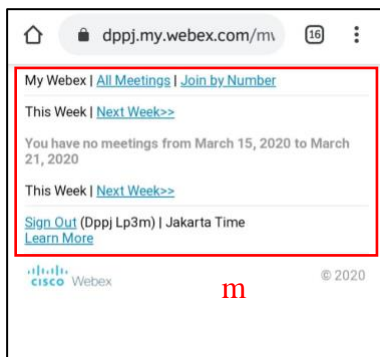 dppj.my.webex.com/mw
16
My Webex | All Meetings | Join by Number
This Week | Next Week>>
You have no meetings from March 15, 2020 to March
21, 2020
This Week | Next Week>>
Sign Out (Dppj Lp3m) | Jakarta Time
Learn More
cisco Webex
© 2020
m